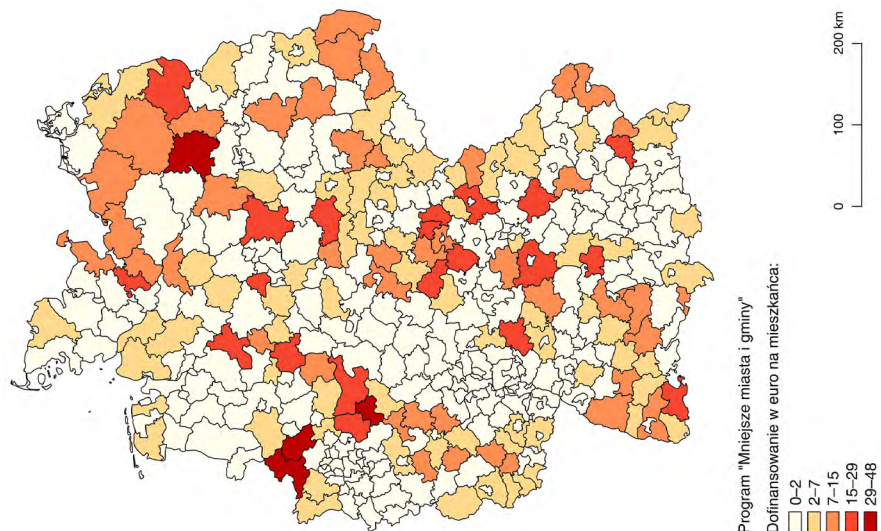 200 km
100
0
Program "Mniejsze miasta i gminy"
Dofinansowanie w euro na mieszkańca:
0–2
2–7
7–15
15–29
29–48